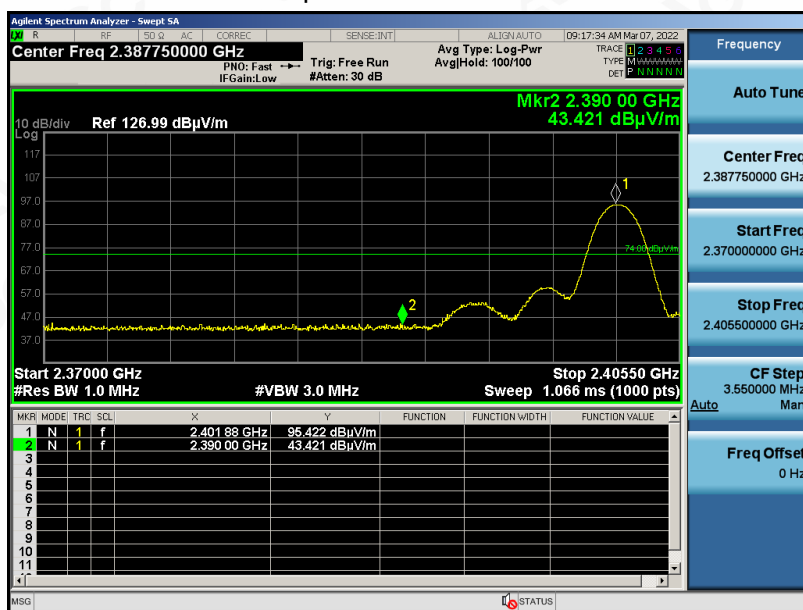 Agilent Spectrum Analyzer - Swept SA
LXI R RF 50 Ω AC CORREC SENSE:INT ALIGN AUTO 09:17:34 AM Mar 07, 2022
Center Freq 2.387750000 GHz
PNO: Fast
IFGain:Low
Trig: Free Run
#Atten: 30 dB
Avg Type: Log-Pwr
Avg|Hold: 100/100
TRACE 1 2 3 4 5 6
TYPE M WWWWW
DET P N N N N N
Mkr2 2.390 00 GHz
43.421 dBµV/m
10 dB/div Ref 126.99 dBµV/m
Log
117
107
97.0
87.0
77.0
67.0
57.0
47.0
37.0
1
74.00 dBµV/m
2
Start 2.37000 GHz Stop 2.40550 GHz
#Res BW 1.0 MHz #VBW 3.0 MHz Sweep 1.066 ms (1000 pts)
MKR MODE TRC SCL X Y FUNCTION FUNCTION WIDTH FUNCTION VALUE
1 N 1 f 2.401 88 GHz 95.422 dBµV/m
2 N 1 f 2.390 00 GHz 43.421 dBµV/m
3
4
5
6
7
8
9
10
11
MSG STATUS
Frequency
Auto Tune
Center Freq
2.387750000 GHz
Start Freq
2.370000000 GHz
Stop Freq
2.405500000 GHz
CF Step
3.550000 MHz
Auto Man
Freq Offset
0 Hz